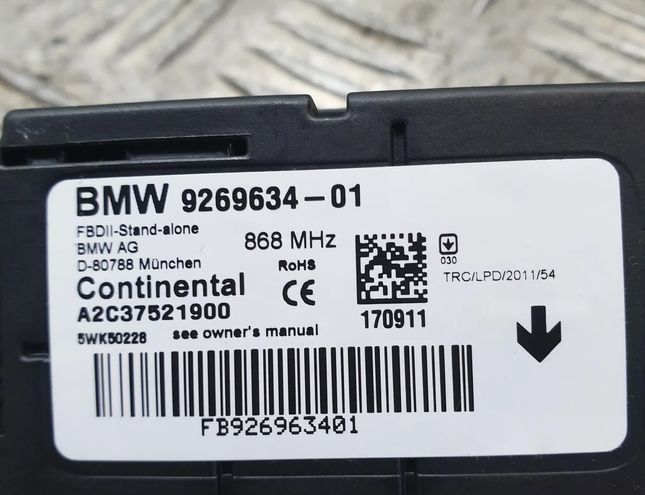 BMW 9269634-01
FBDII-Stand-alone
BMW AG
D-80788 München
868 MHz
Continental
A2C37521900
5WK50228
RoHS
CE
see owner's manual
170911
030
TRC/LPD/2011/54
FB926963401